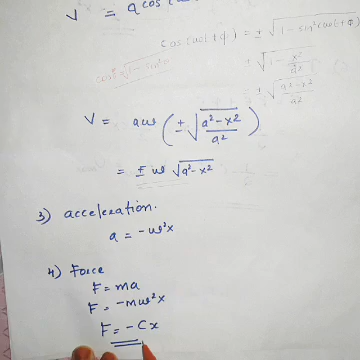 V = a cos(
cos(ωt+φ) = ± √1 - sin²(ωt+φ)
± √1 - x²/a²
= ± √a²-x²/a²
V = aω (± √a²-x²/a²)
= ± ω √a²-x²
3) acceleration.
a = -ω²x
4) Force
F = ma
F = -mω²x
F = -Cx